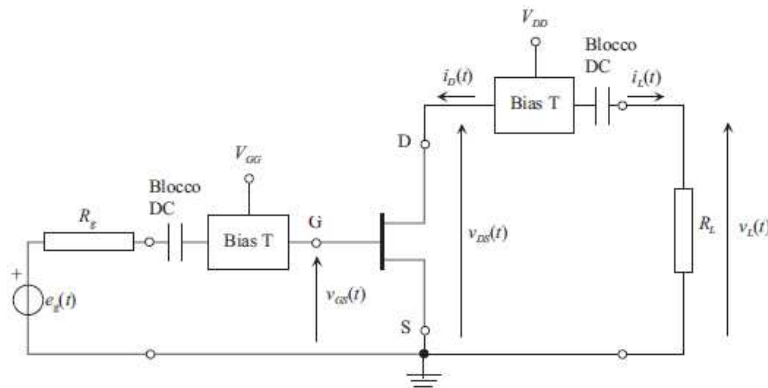 V_DD
Blocco
DC
i_D(t)
i_L(t)
Bias T
D
V_GG
Blocco
DC
R_g
G
Bias T
v_DS(t)
R_L
v_L(t)
+
e_g(t)
v_GS(t)
S